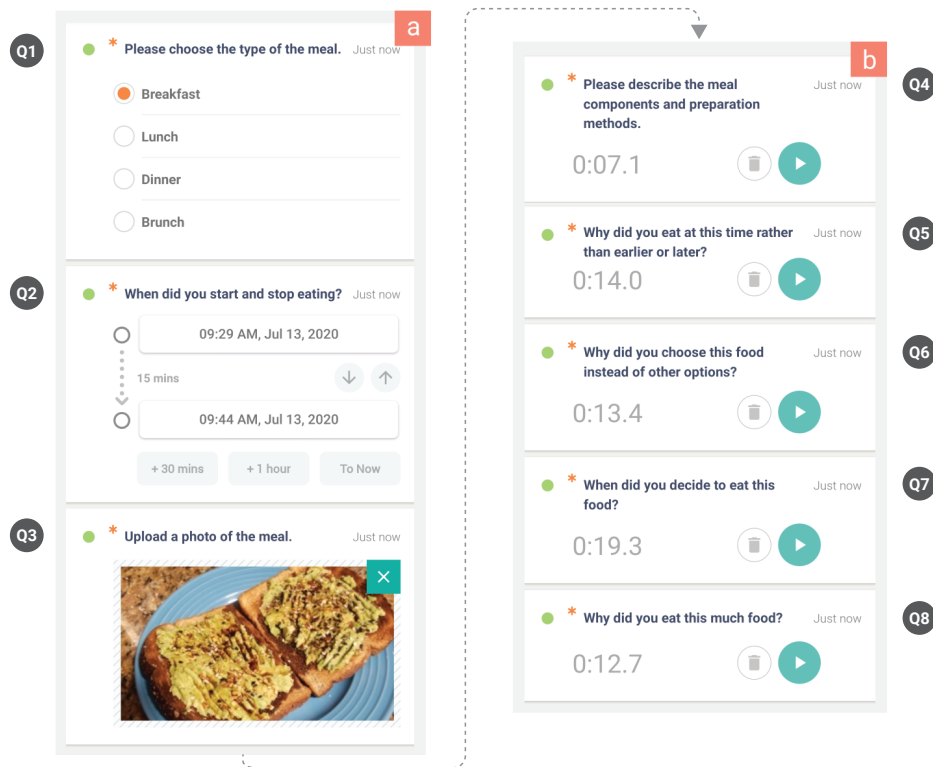 a
Q1
* Please choose the type of the meal. Just now
Breakfast
Lunch
Dinner
Brunch
Q2
* When did you start and stop eating? Just now
09:29 AM, Jul 13, 2020
15 mins
09:44 AM, Jul 13, 2020
+ 30 mins + 1 hour To Now
Q3
* Upload a photo of the meal. Just now
b
Q4
* Please describe the meal Just now
components and preparation
methods.
0:07.1
Q5
* Why did you eat at this time rather Just now
than earlier or later?
0:14.0
Q6
* Why did you choose this food Just now
instead of other options?
0:13.4
Q7
* When did you decide to eat this Just now
food?
0:19.3
Q8
* Why did you eat this much food? Just now
0:12.7